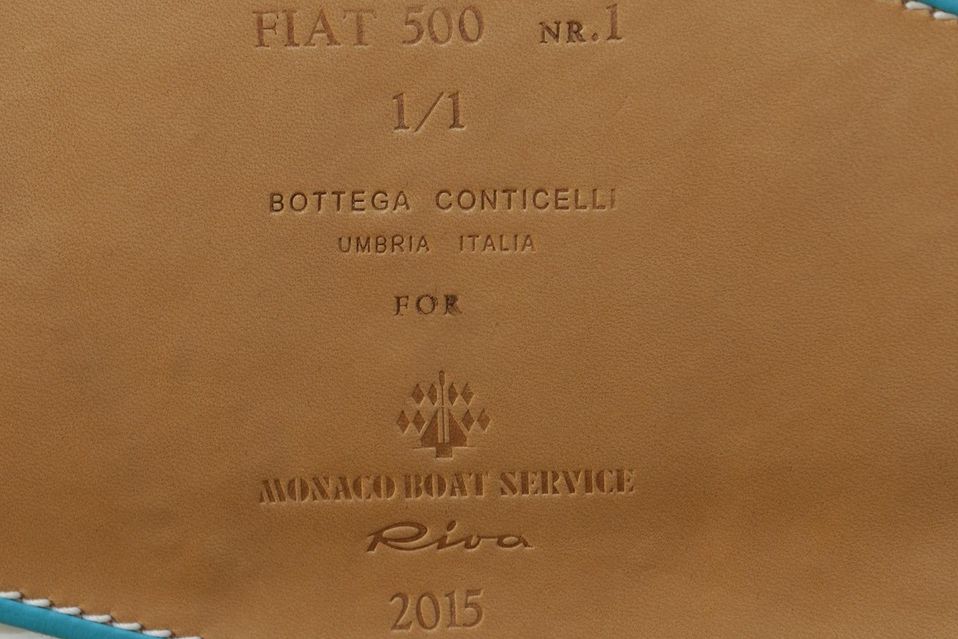 FIAT 500 NR.1
1/1
BOTTEGA CONTICELLI
UMBRIA ITALIA
FOR
MONACO BOAT SERVICE
Riva
2015